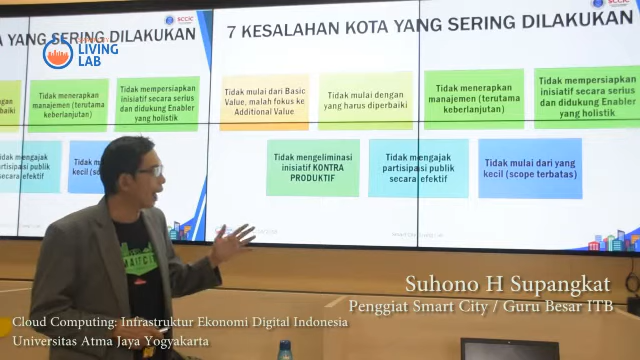 A YANG SERING DILAKUKAN
LIVING
LAB
SCCIC
7 KESALAHAN KOTA YANG SERING DILAKUKAN
SCCIC
Tidak menerapkan
manajemen (terutama
keberlanjutan)
Tidak mempersiapkan
inisiatif secara serius
dan didukung Enabler
yang holistik
Tidak mulai dari Basic
Value, malah fokus ke
Additional Value
Tidak mulai dengan
yang harus diperbaiki
Tidak menerapkan
manajemen (terutama
keberlanjutan)
Tidak mempersiapkan
inisiatif secara serius
dan didukung Enabler
yang holistik
Tidak mengeliminasi
inisiatif KONTRA
PRODUKTIF
Tidak mengajak
partisipasi publik
secara efektif
Tidak mulai dari yang
kecil (scope terbatas)
Suhono H Supangkat
Penggiat Smart City / Guru Besar ITB
Cloud Computing: Infrastruktur Ekonomi Digital Indonesia
Universitas Atma Jaya Yogyakarta